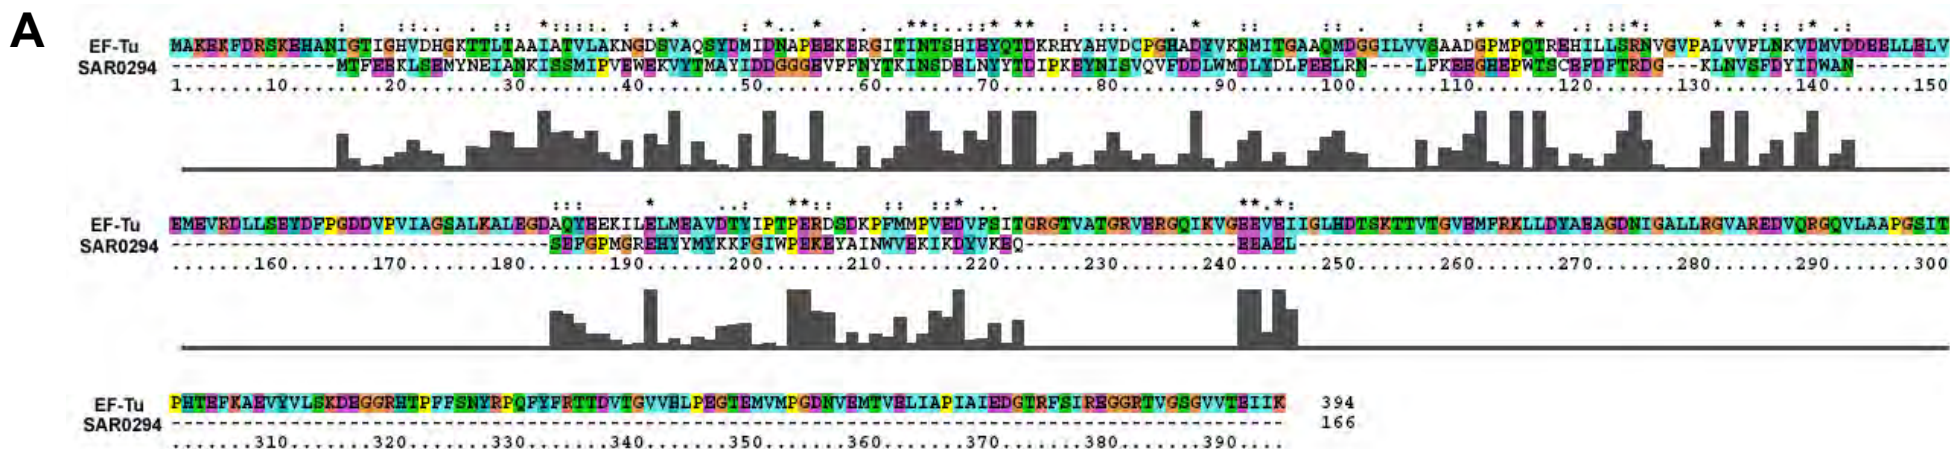 A
EF-Tu MAKEKFDRSKEHANIGTIGHVDHGKTTLTAAIATVLAKNGDSVAQSYDMIDNAPEEKERGITINTSHIEYQTDKRHYAHVDCPGHADYVKNMITGAAQMDGGILVVSAADGPMPQTREHILLSRNVGVPALVVFLNKVDMVDDEELLELV
SAR0294 --------------MTFEEKLSEMYNEIANKISSMIPVEWEKVYTMAYIDDGGGEVFFNYTKINSDELNYYTDIPKEYNISVQVFDDLWMDLYDLFEELRN----LFKEEGHEPWTSCEFDFTRDG---KLNVSFDYIDWAN--------
1.......10........20........30........40........50........60........70........80........90.......100.......110.......120.......130.......140.......150
EF-Tu EMEVRDLLSEYDFPGDDVPVIAGSALKALEGDAQYEEKILELMEAVDTYIPTPERDSDKPFMMPVEDVFSITGRGTVATGRVERGQIKVGEEVEIIGLHDTSKTTVTGVEMFRKLLDYAEAGDNIGALLRGVAREDVQRGQVLAAPGSIT
SAR0294 --------------------------------SEFGPMGREHYYMYKKFGIWPEKEYAINWVEKIKDYVKEQ------------------EEAEL-----------------------------------------------------
.......160.......170.......180.......190.......200.......210.......220.......230.......240.......250.......260.......270.......280.......290.......300
EF-Tu PHTEFKAEVYVLSKDEGGRHTPFFSNYRPQFYFRTTDVTGVVHLPEGTEMVMPGDNVEMTVELIAPIAIEDGTRFSIREGGRTVGSGVVTEIIK 394
SAR0294 ---------------------------------------------------------------------------------------------- 166
.......310.......320.......330.......340.......350.......360.......370.......380.......390....